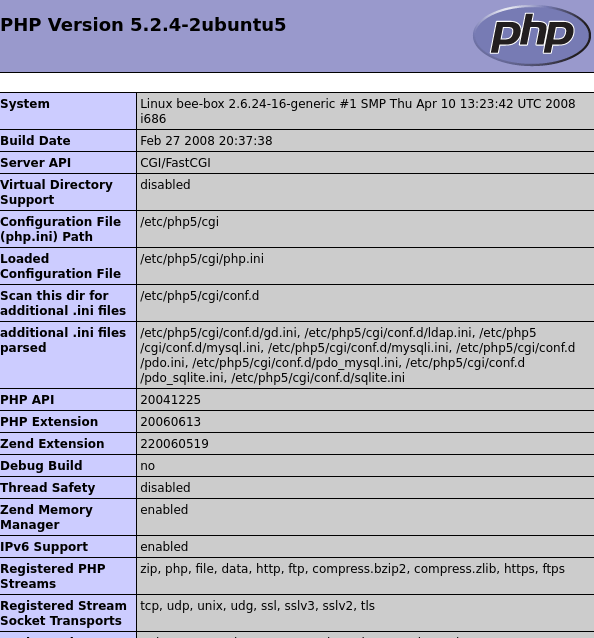 PHP Version 5.2.4-2ubuntu5
php
System
Linux bee-box 2.6.24-16-generic #1 SMP Thu Apr 10 13:23:42 UTC 2008
i686
Build Date
Feb 27 2008 20:37:38
Server API
CGI/FastCGI
Virtual Directory
Support
disabled
Configuration File
(php.ini) Path
/etc/php5/cgi
Loaded
Configuration File
/etc/php5/cgi/php.ini
Scan this dir for
additional .ini files
/etc/php5/cgi/conf.d
additional .ini files
parsed
/etc/php5/cgi/conf.d/gd.ini, /etc/php5/cgi/conf.d/ldap.ini, /etc/php5
/cgi/conf.d/mysql.ini, /etc/php5/cgi/conf.d/mysqli.ini, /etc/php5/cgi/conf.d
/pdo.ini, /etc/php5/cgi/conf.d/pdo_mysql.ini, /etc/php5/cgi/conf.d
/pdo_sqlite.ini, /etc/php5/cgi/conf.d/sqlite.ini
PHP API
20041225
PHP Extension
20060613
Zend Extension
220060519
Debug Build
no
Thread Safety
disabled
Zend Memory
Manager
enabled
IPv6 Support
enabled
Registered PHP
Streams
zip, php, file, data, http, ftp, compress.bzip2, compress.zlib, https, ftps
Registered Stream
Socket Transports
tcp, udp, unix, udg, ssl, sslv3, sslv2, tls